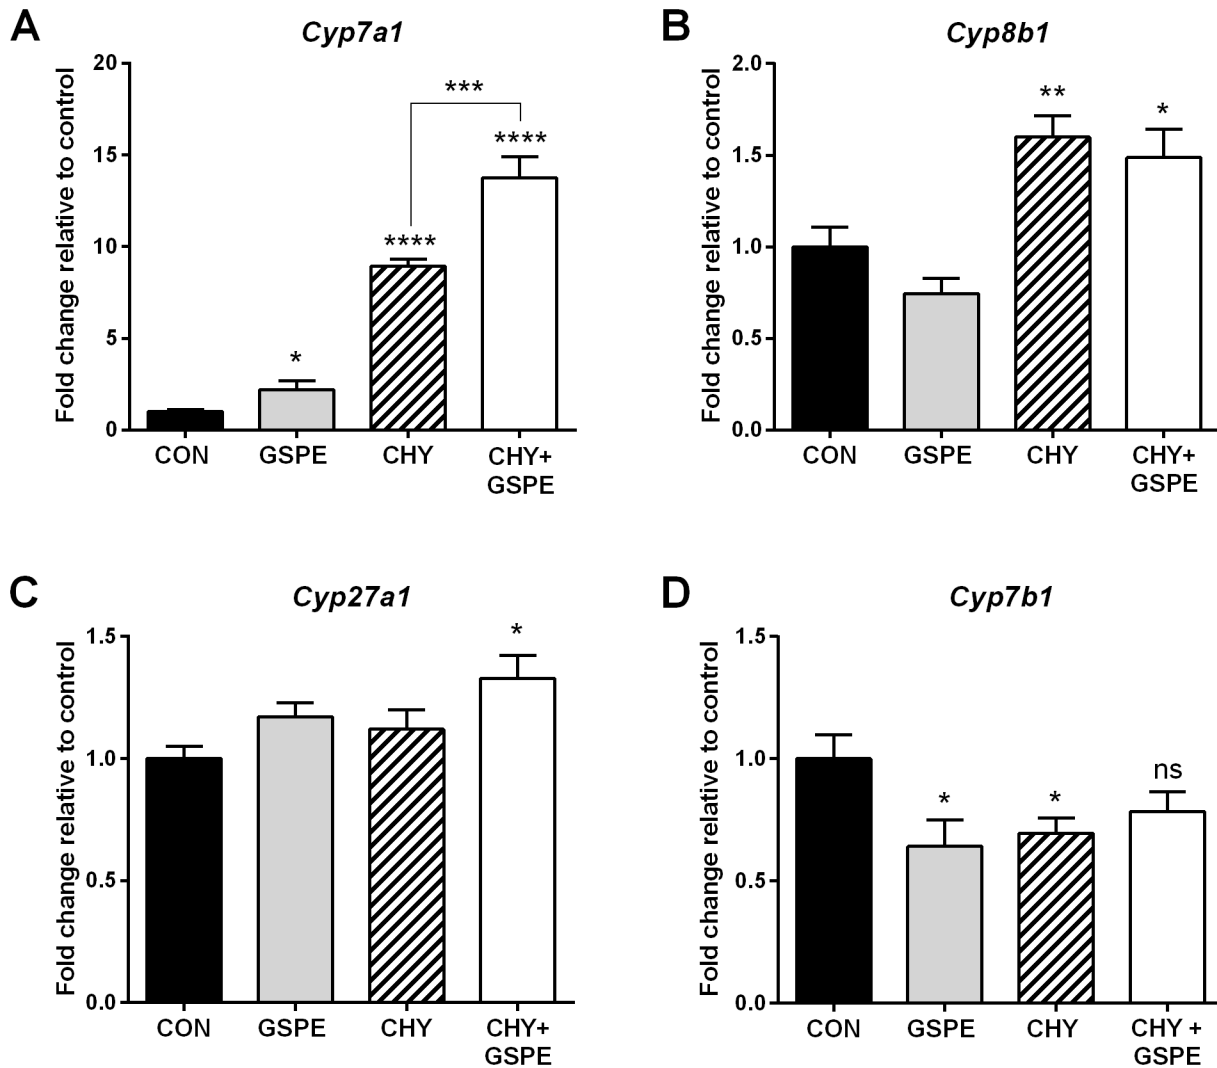 A
Cyp7a1
Fold change relative to control
20
15
10
5
0
***
****
****
*
CON
GSPE
CHY
CHY+
GSPE
B
Cyp8b1
Fold change relative to control
2.0
1.5
1.0
0.5
0.0
**
*
CON
GSPE
CHY
CHY+
GSPE
C
Cyp27a1
Fold change relative to control
1.5
1.0
0.5
0.0
*
CON
GSPE
CHY
CHY+
GSPE
D
Cyp7b1
Fold change relative to control
1.5
1.0
0.5
0.0
*
*
ns
CON
GSPE
CHY
CHY +
GSPE